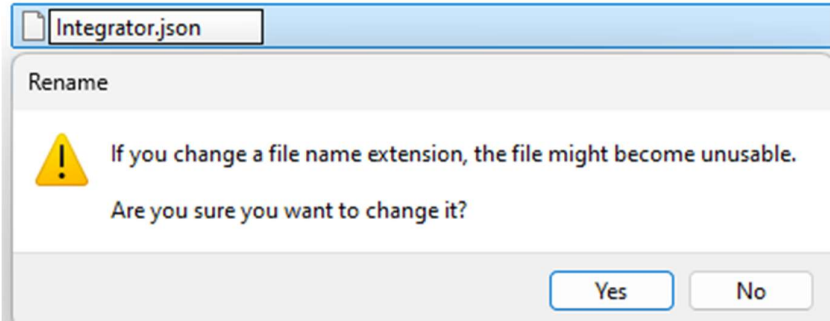 Integrator.json
Rename
If you change a file name extension, the file might become unusable.
Are you sure you want to change it?
Yes
No